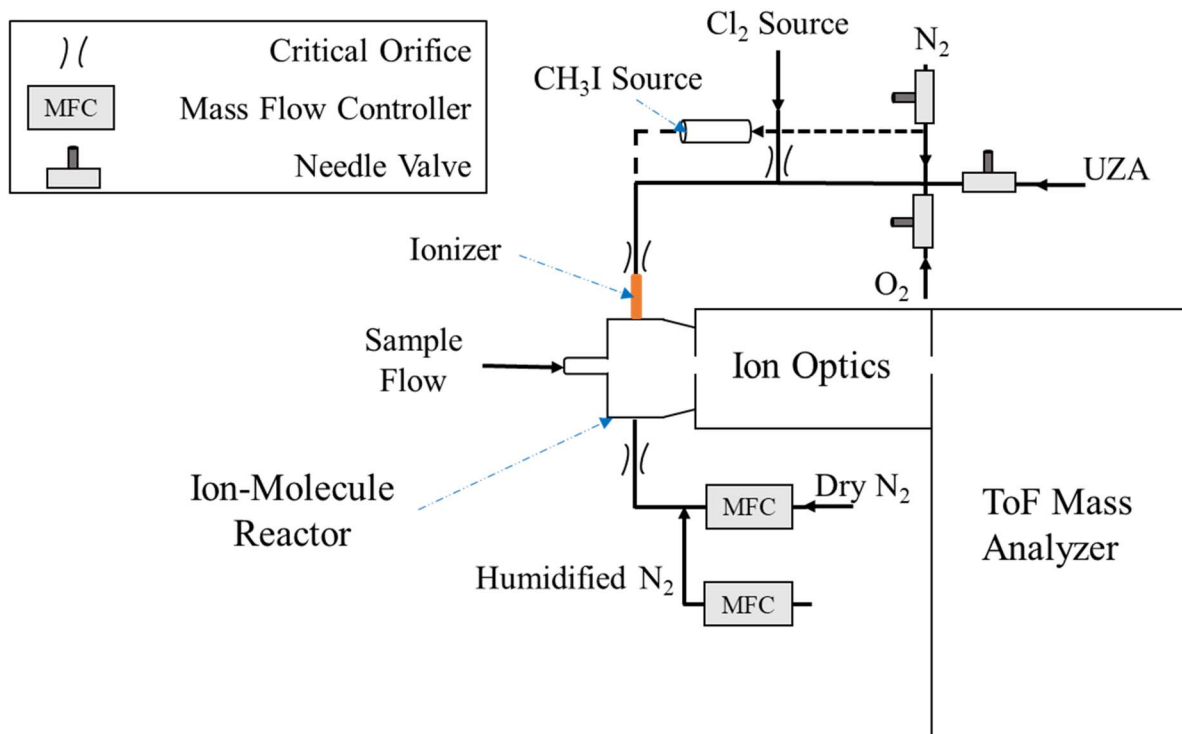 Critical Orifice
MFC
Mass Flow Controller
Needle Valve
Cl₂ Source
N₂
CH₃I Source
UZA
Ionizer
O₂
Sample
Flow
Ion Optics
Ion-Molecule
Reactor
MFC
Dry N₂
Humidified N₂
MFC
ToF Mass
Analyzer